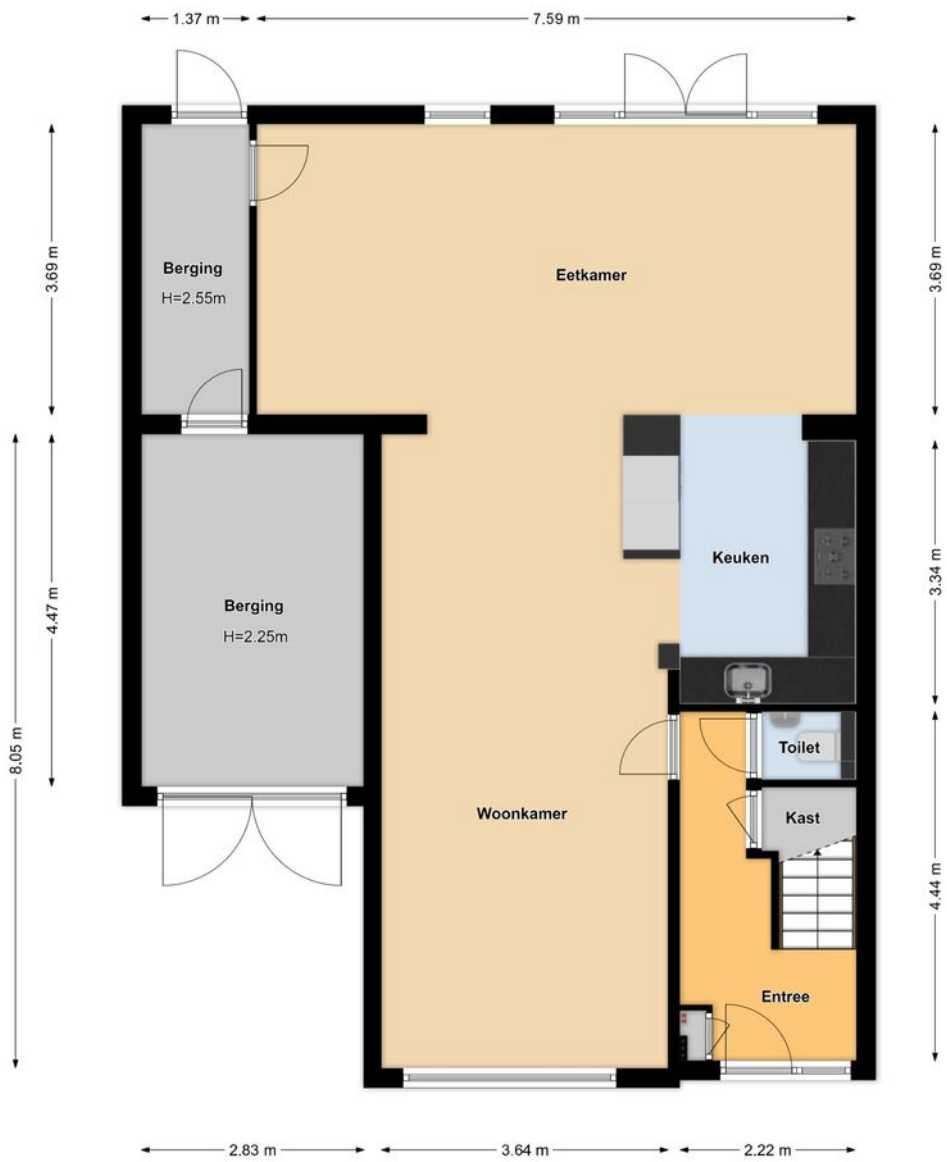 1.37 m
7.59 m
3.69 m
3.69 m
Berging
H=2.55m
Eetkamer
Keuken
3.34 m
4.47 m
Berging
H=2.25m
8.05 m
Toilet
Woonkamer
Kast
4.44 m
Entree
2.83 m
3.64 m
2.22 m